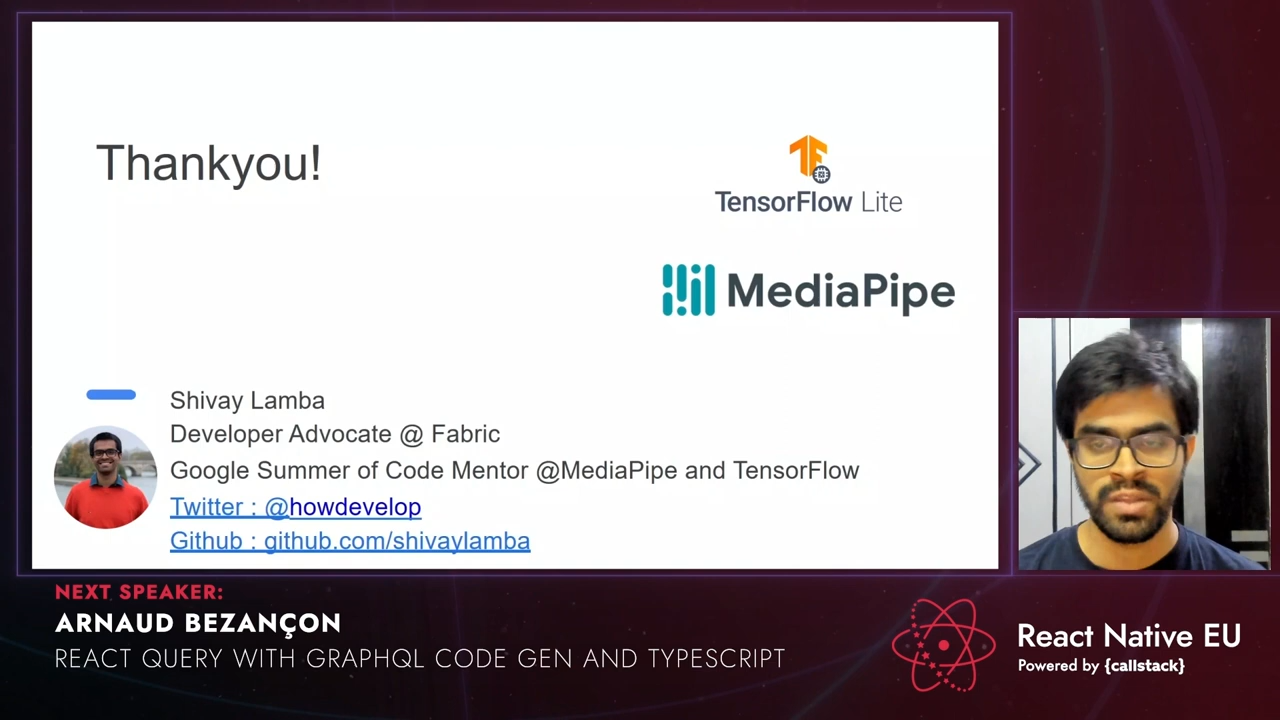 Thankyou!
TensorFlow Lite
MediaPipe
Shivay Lamba
Developer Advocate @ Fabric
Google Summer of Code Mentor @MediaPipe and TensorFlow
Twitter : @howdevelop
Github : github.com/shivaylamba
NEXT SPEAKER:
ARNAUD BEZANÇON
REACT QUERY WITH GRAPHQL CODE GEN AND TYPESCRIPT
React Native EU
Powered by {callstack}